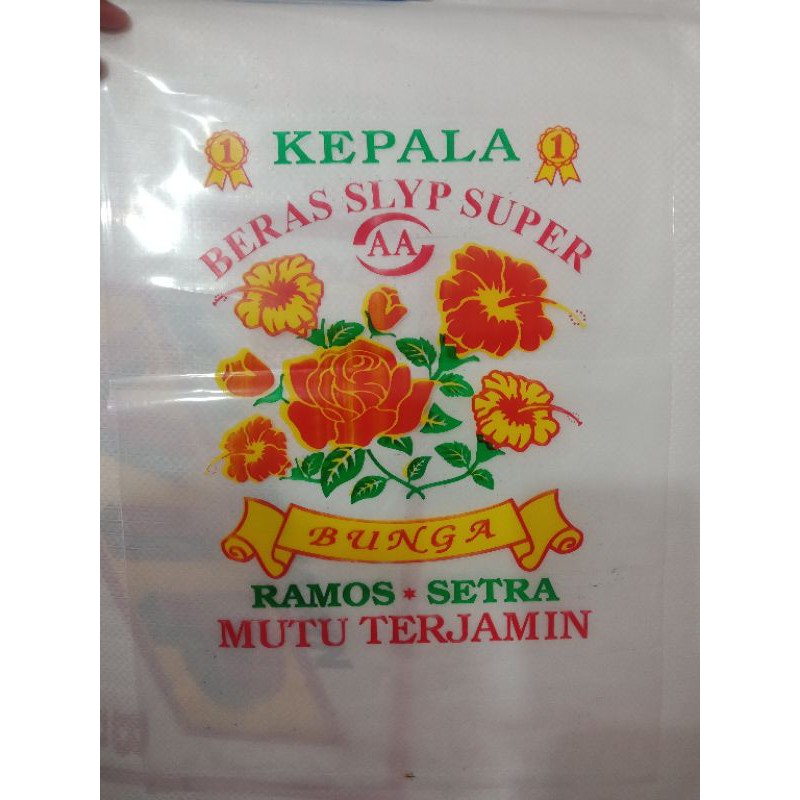 1 KEPALA 1
BERAS SLYP SUPER
AA
BUNGA
RAMOS * SETRA
MUTU TERJAMIN